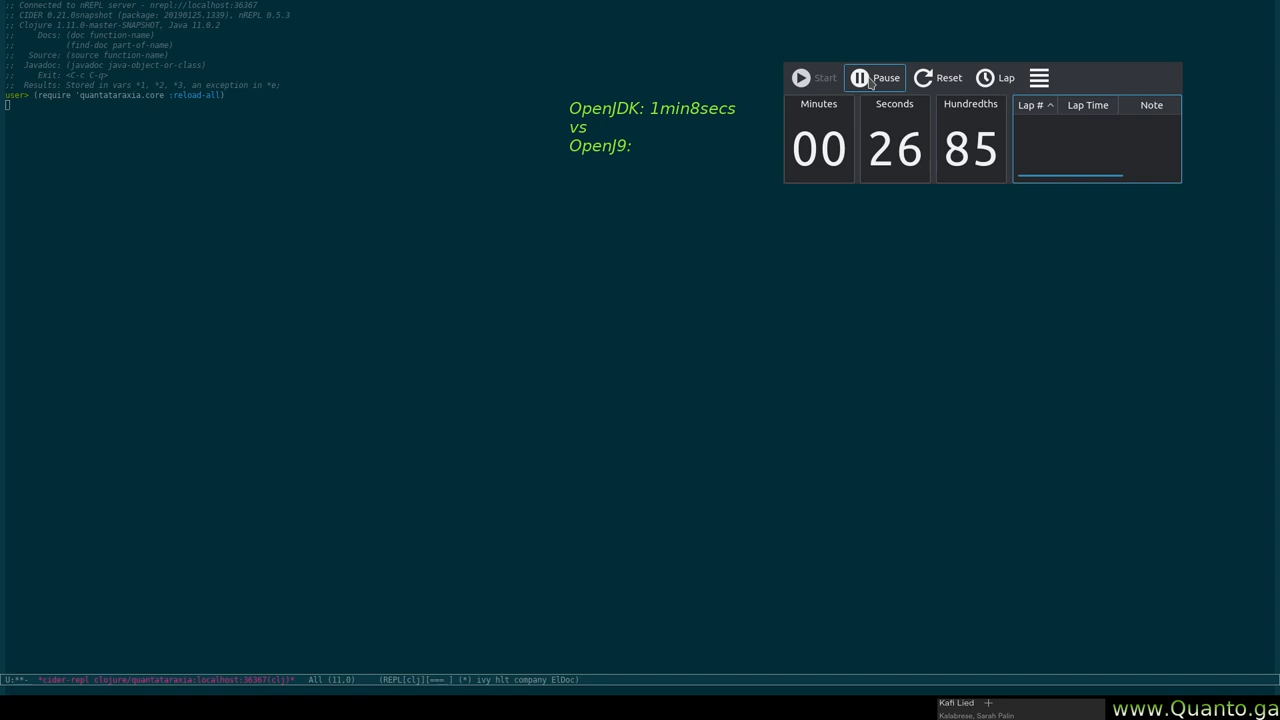 ;; Connected to nREPL server - nrepl://localhost:36367
;; CIDER 0.21.0snapshot (package: 20190125.1339), nREPL 0.5.3
;; Clojure 1.11.0-master-SNAPSHOT, Java 11.0.2
;;     Docs: (doc function-name)
;;           (find-doc part-of-name)
;;   Source: (source function-name)
;;  Javadoc: (javadoc java-object-or-class)
;;     Exit: <C-c C-q>
;;  Results: Stored in vars *1, *2, *3, an exception in *e;
user> (require 'quantataraxia.core :reload-all)
OpenJDK: 1min8secs
vs
OpenJ9:
Start Pause Reset Lap
Minutes Seconds Hundredths Lap # Lap Time Note
00 26 85
U:**-  *cider-repl clojure/quantataraxia:localhost:36367(clj)*   All (11,0)     (REPL[clj][=== ] (*) ivy hlt company ElDoc)
Kafi Lied
Kalabrese, Sarah Palin
www.Quanto.ga